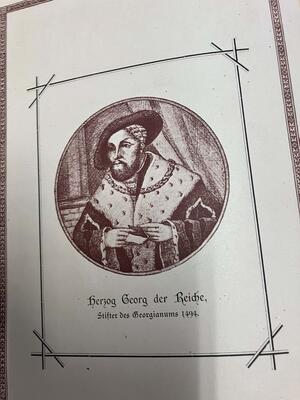 Herzog Georg der Reiche,
Stifter des Georgianums 1494.